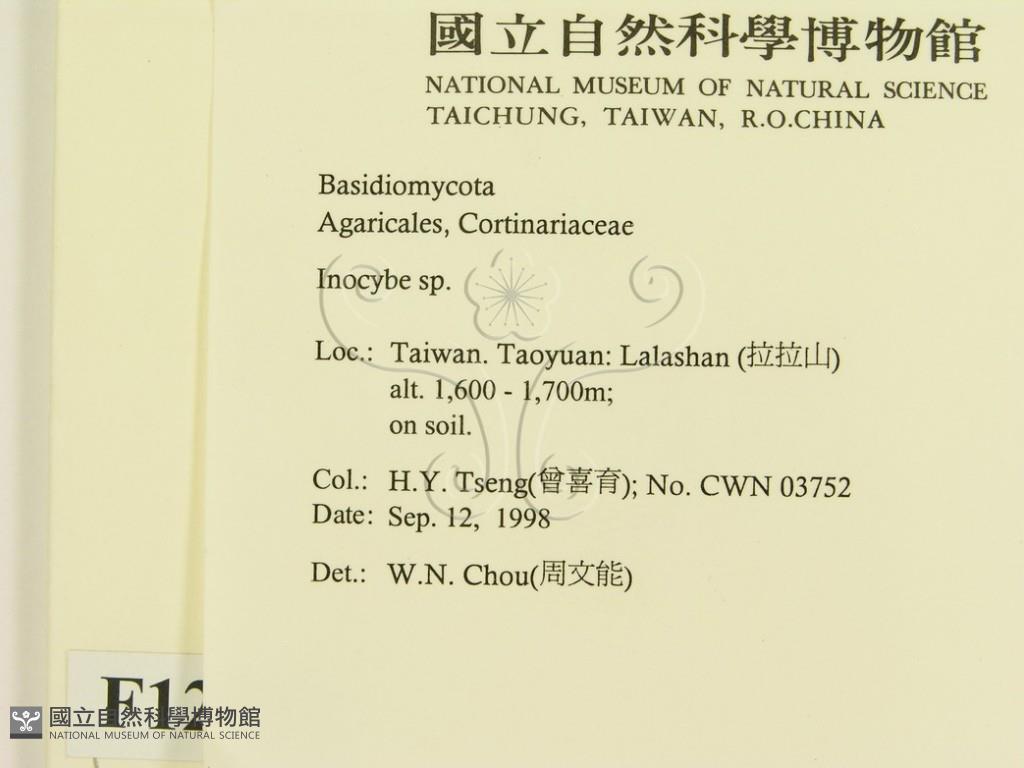 國立自然科學博物館
NATIONAL MUSEUM OF NATURAL SCIENCE
TAICHUNG, TAIWAN, R.O.CHINA
Basidiomycota
Agaricales, Cortinariaceae
Inocybe sp.
Loc.: Taiwan. Taoyuan: Lalashan (拉拉山)
alt. 1,600 - 1,700m;
on soil.
Col.: H.Y. Tseng(曾喜育); No. CWN 03752
Date: Sep. 12, 1998
Det.: W.N. Chou(周文能)
國立自然科學博物館
NATIONAL MUSEUM OF NATURAL SCIENCE